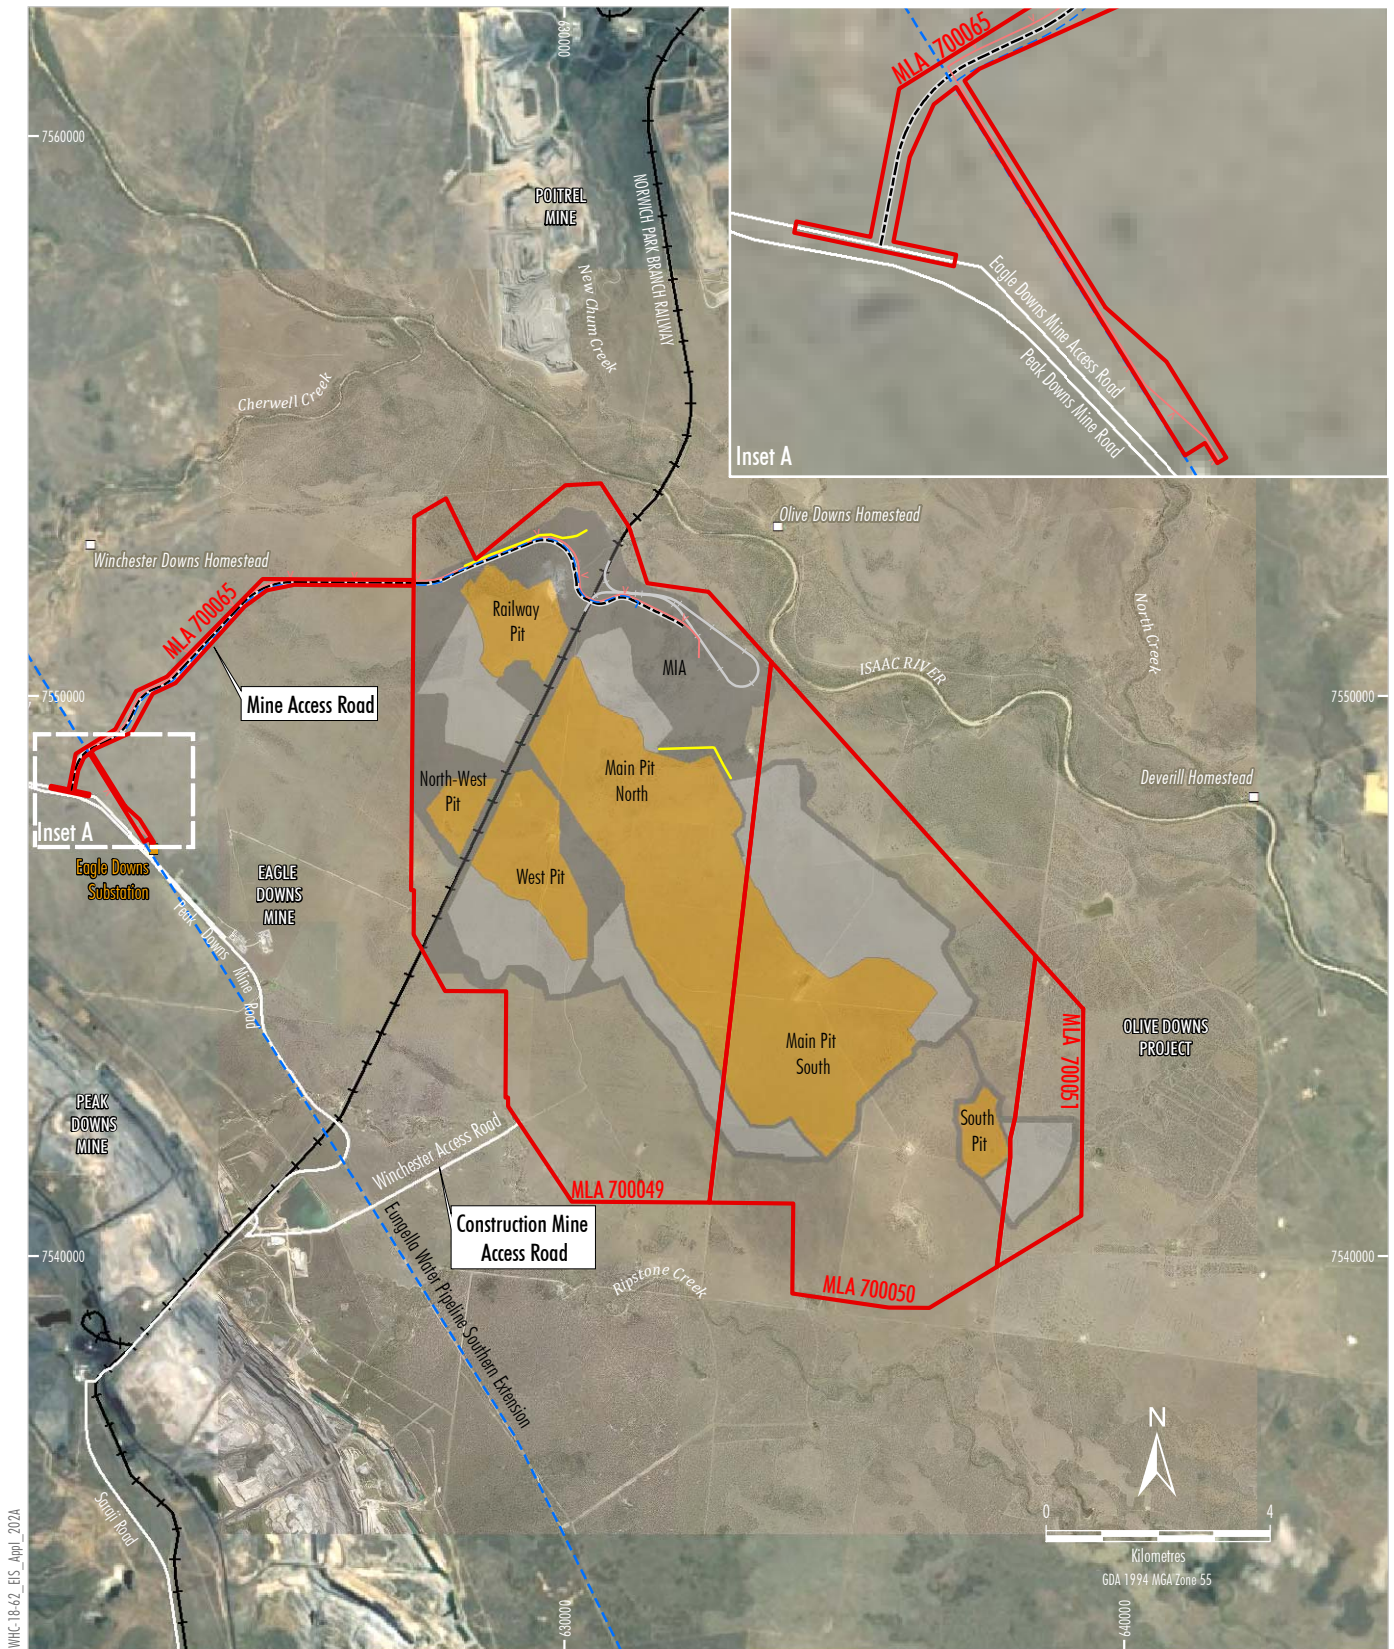 630000
MLA 700065
7560000
POITREL
MINE
NORWICH PARK BRANCH RAILWAY
New Chum Creek
Eagle Downs Mine Access Road
Peak Downs Mine Road
Cherwell Creek
Inset A
Olive Downs Homestead
Winchester Downs Homestead
MLA 700065
Railway
Pit
North Creek
ISAAC RIVER
MIA
7550000
7550000
Mine Access Road
Main Pit
North
North-West
Pit
Deverill Homestead
Inset A
Eagle Downs
Substation
EAGLE
DOWNS
MINE
West Pit
Peak Downs Mine Road
MLA 700051
OLIVE DOWNS
PROJECT
Main Pit
South
PEAK
DOWNS
MINE
South
Pit
Winchester Access Road
MLA 700049
Construction Mine
Access Road
7540000
7540000
Eungella Water Pipeline Southern Extension
Ripstone Creek
MLA 700050
N
Saraji Road
0 4
Kilometres
GDA 1994 MGA Zone 55
630000
640000
WHC-18-62_EIS_AppI_202A